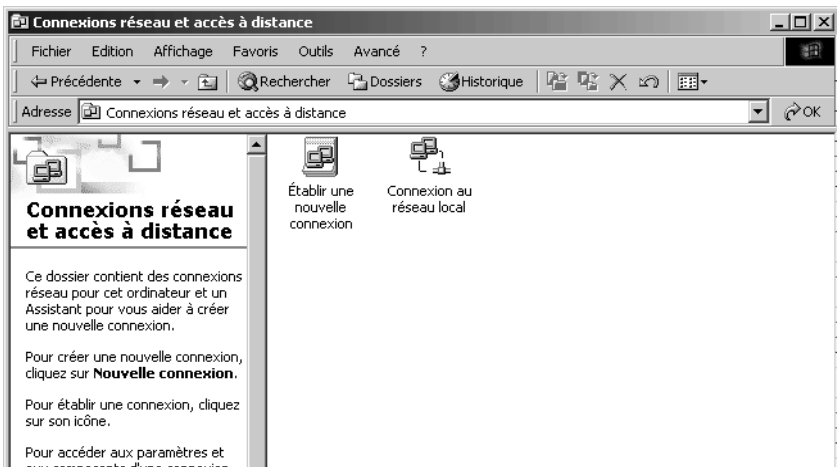 Connexions réseau et accès à distance
Fichier Edition Affichage Favoris Outils Avancé ?
Précédente Rechercher Dossiers Historique
Adresse Connexions réseau et accès à distance OK
Connexions réseau
et accès à distance
Ce dossier contient des connexions
réseau pour cet ordinateur et un
Assistant pour vous aider à créer
une nouvelle connexion.
Pour créer une nouvelle connexion,
cliquez sur Nouvelle connexion.
Pour établir une connexion, cliquez
sur son icône.
Pour accéder aux paramètres et
aux composants d'une connexion
Établir une
nouvelle
connexion
Connexion au
réseau local